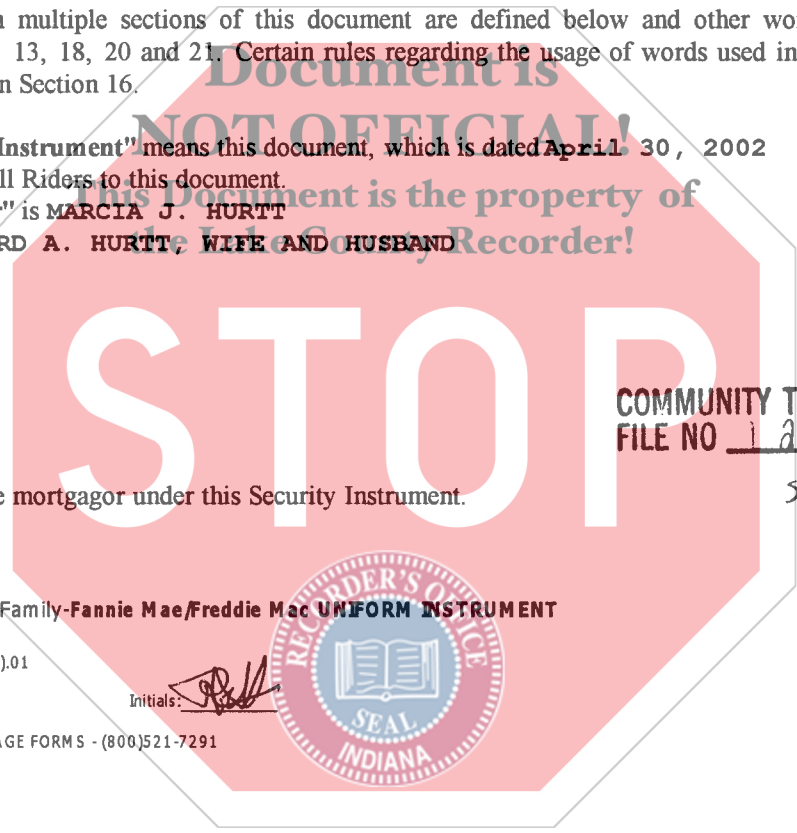 multiple sections of this document are defined below and other wo
13, 18, 20 and 21. Certain rules regarding the usage of words used in
n Section 16.
Document is
NOT OFFICIAL!
This Document is the property of
the Lake County Recorder!
Instrument" means this document, which is dated April 30, 2002
ll Riders to this document.
" is MARCIA J. HURTT
RD A. HURTT, WIFE AND HUSBAND
STOP
COMMUNITY T
FILE NO 1 2
e mortgagor under this Security Instrument.
Family-Fannie Mae/Freddie Mac UNIFORM INSTRUMENT
).01
Initials:
AGE FORMS - (800)521-7291
RECORDER'S OFFICE
SEAL
INDIANA